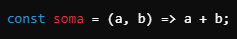 const soma = (a, b) => a + b;